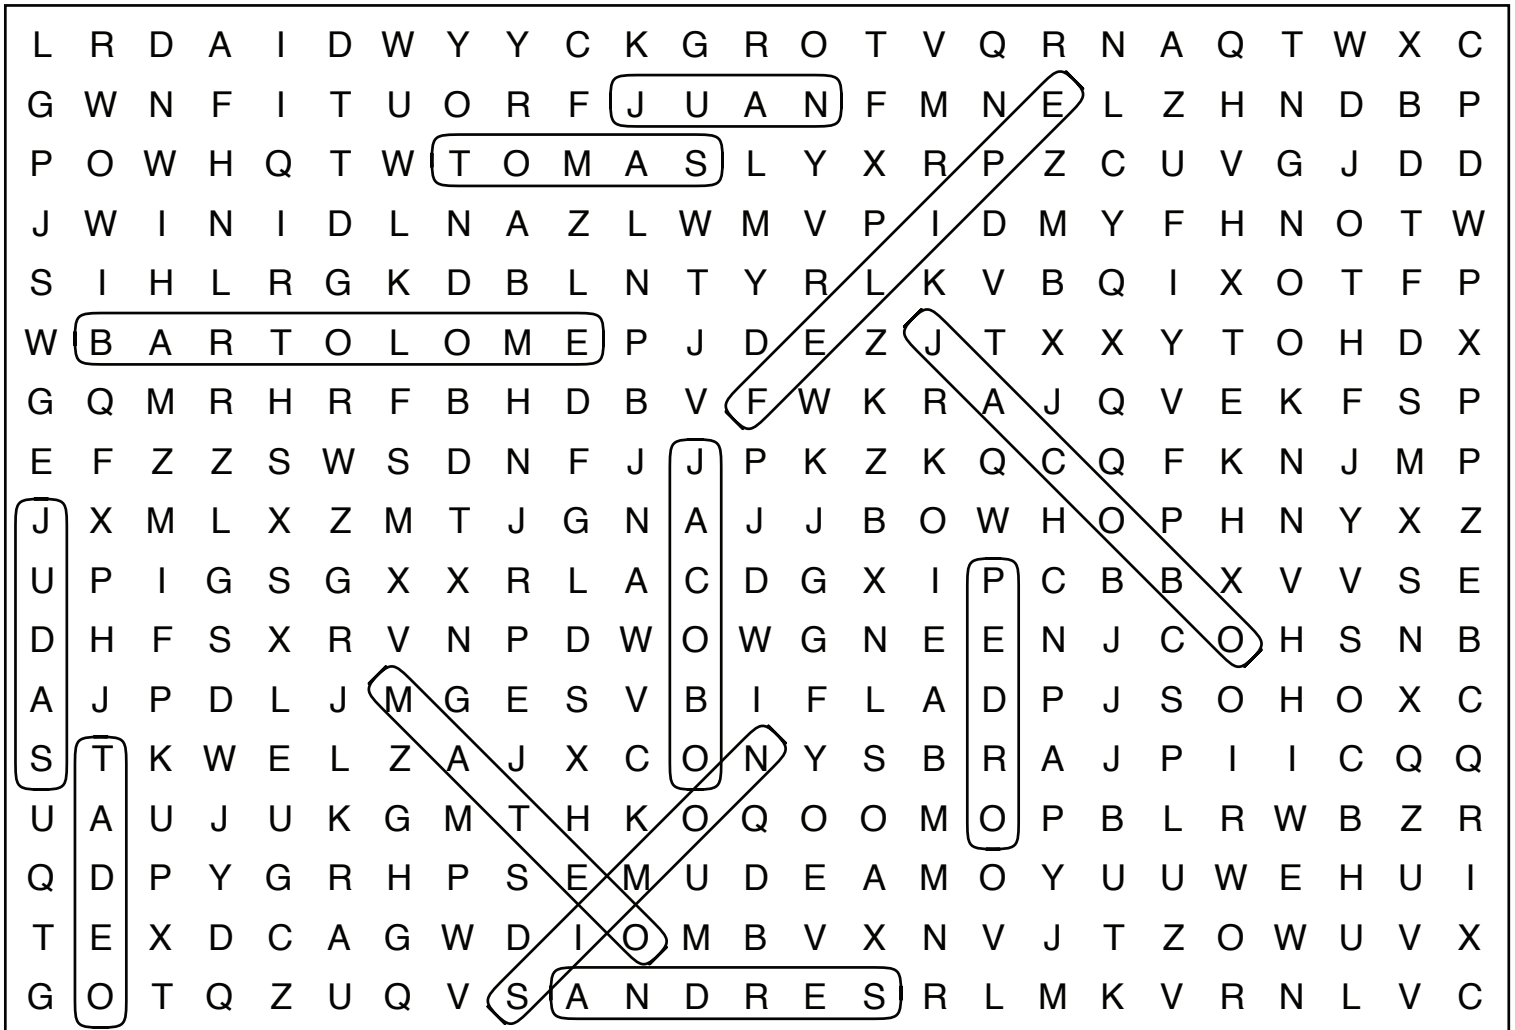 L R D A I D W Y Y C K G R O T V Q R N A Q T W X C
G W N F I T U O R F J U A N F M N E L Z H N D B P
P O W H Q T W T O M A S L Y X R P Z C U V G J D D
J W I N I D L N A Z L W M V P I D M Y F H N O T W
S I H L R G K D B L N T Y R L K V B Q I X O T F P
W B A R T O L O M E P J D E Z J T X X Y T O H D X
G Q M R H R F B H D B V F W K R A J Q V E K F S P
E F Z Z S W S D N F J J P K Z K Q C Q F K N J M P
J X M L X Z M T J G N A J J B O W H O P H N Y X Z
U P I G S G X X R L A C D G X I P C B B X V V S E
D H F S X R V N P D W O W G N E E N J C O H S N B
A J P D L J M G E S V B I F L A D P J S O H O X C
S T K W E L Z A J X C O N Y S B R A J P I I C Q Q
U A U J U K G M T H K O Q O O M O P B L R W B Z R
Q D P Y G R H P S E M U D E A M O Y U U W E H U I
T E X D C A G W D I O M B V X N V J T Z O W U V X
G O T Q Z U Q V S A N D R E S R L M K V R N L V C